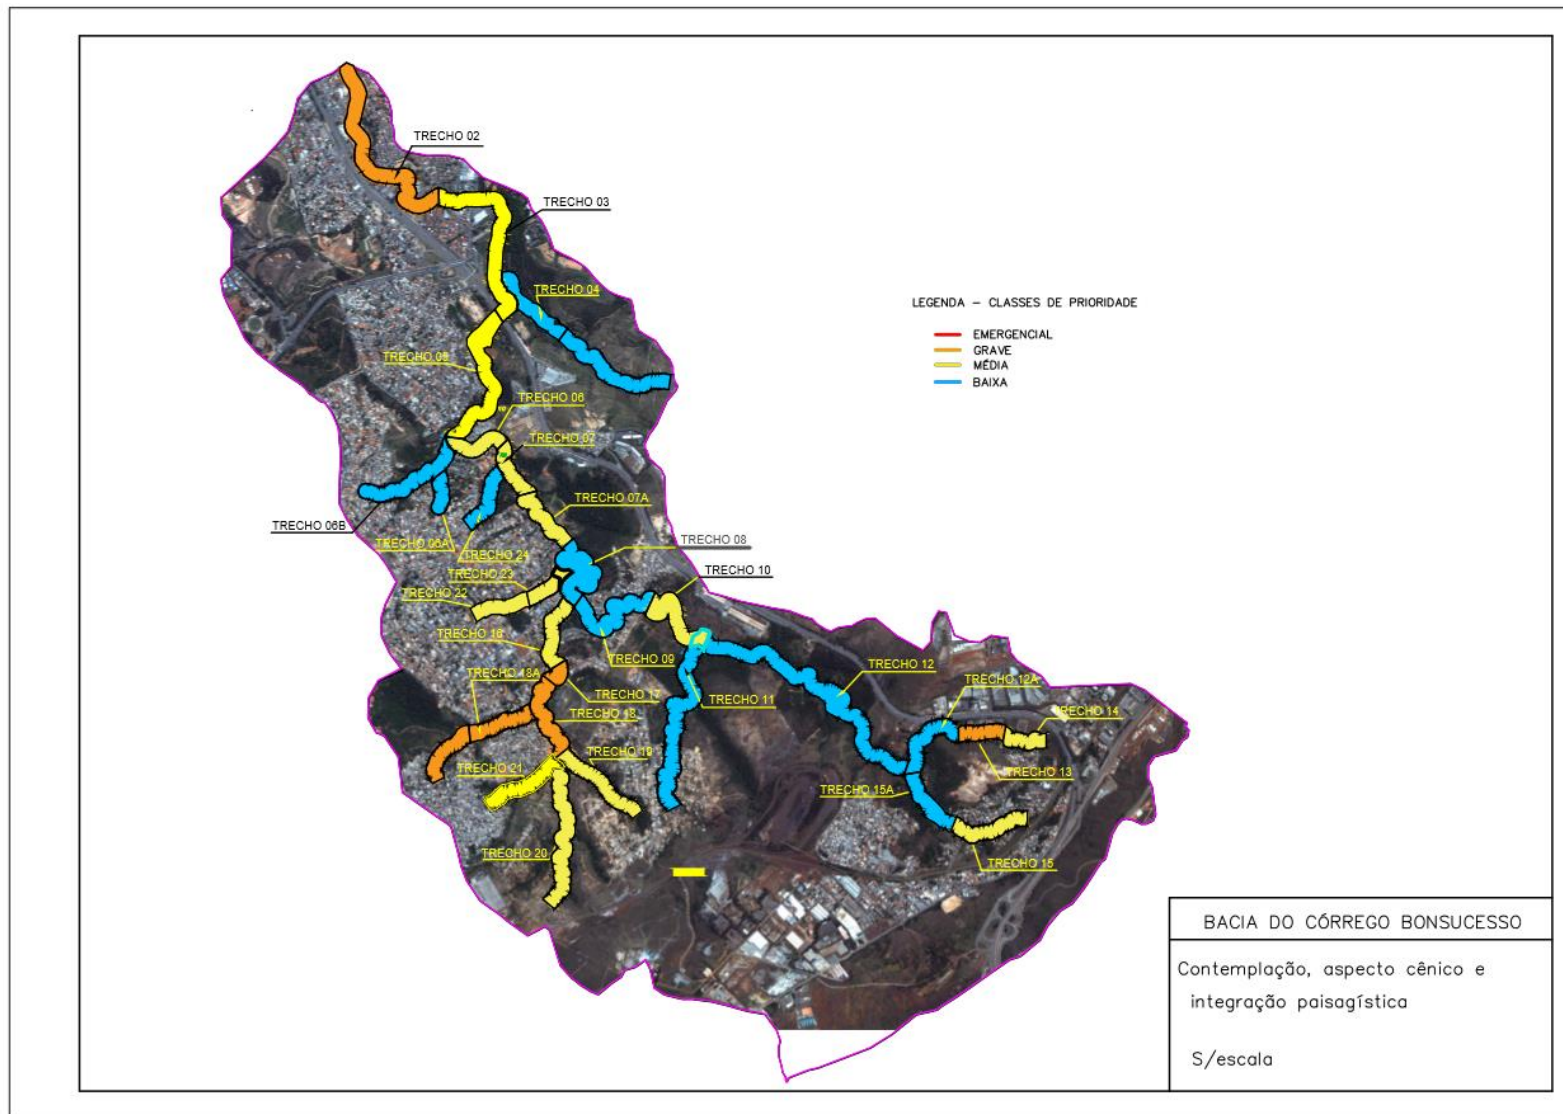 TRECHO 02
TRECHO 03
TRECHO 04
LEGENDA - CLASSES DE PRIORIDADE
EMERGENCIAL
GRAVE
MÉDIA
BAIXA
TRECHO 05
TRECHO 06
TRECHO 07
TRECHO 07A
TRECHO 06B
TRECHO 06A
TRECHO 24
TRECHO 08
TRECHO 10
TRECHO 23
TRECHO 22
TRECHO 16
TRECHO 09
TRECHO 12
TRECHO 18A
TRECHO 17
TRECHO 11
TRECHO 12A
TRECHO 18
TRECHO 14
TRECHO 19
TRECHO 21
TRECHO 13
TRECHO 15A
TRECHO 20
TRECHO 15
BACIA DO CÓRREGO BONSUCESSO
Contemplação, aspecto cênico e
integração paisagística
S/escala